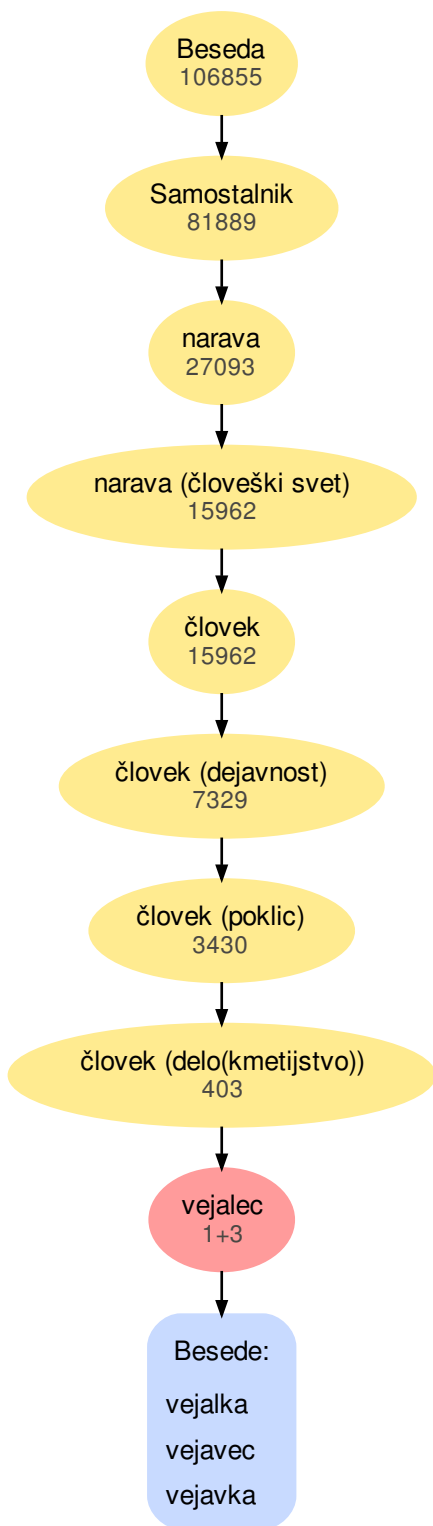 Beseda
106855
Samostalnik
81889
narava
27093
narava (človeški svet)
15962
človek
15962
človek (dejavnost)
7329
človek (poklic)
3430
človek (delo(kmetijstvo))
403
vejalec
1+3
Besede:
vejalka
vejavec
vejavka